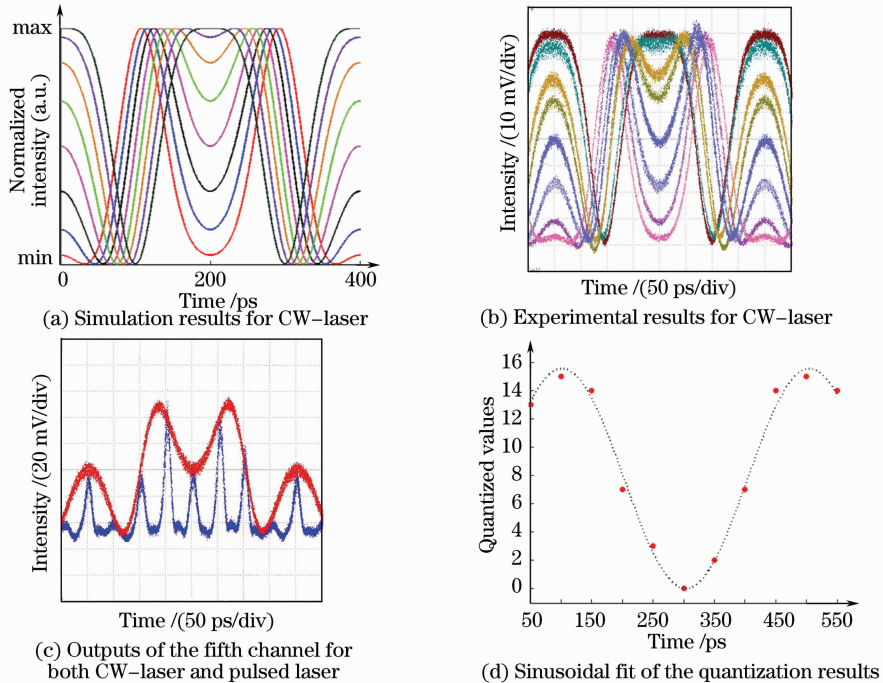 max
min
Normalized
intensity (a.u.)
0
200
400
Time /ps
(a) Simulation results for CW-laser
Intensity /(10 mV/div)
Time /(50 ps/div)
(b) Experimental results for CW-laser
Intensity /(20 mV/div)
Time /(50 ps/div)
(c) Outputs of the fifth channel for
both CW-laser and pulsed laser
Quantized values
16
14
12
10
8
6
4
2
0
50
150
250
350
450
550
Time /ps
(d) Sinusoidal fit of the quantization results